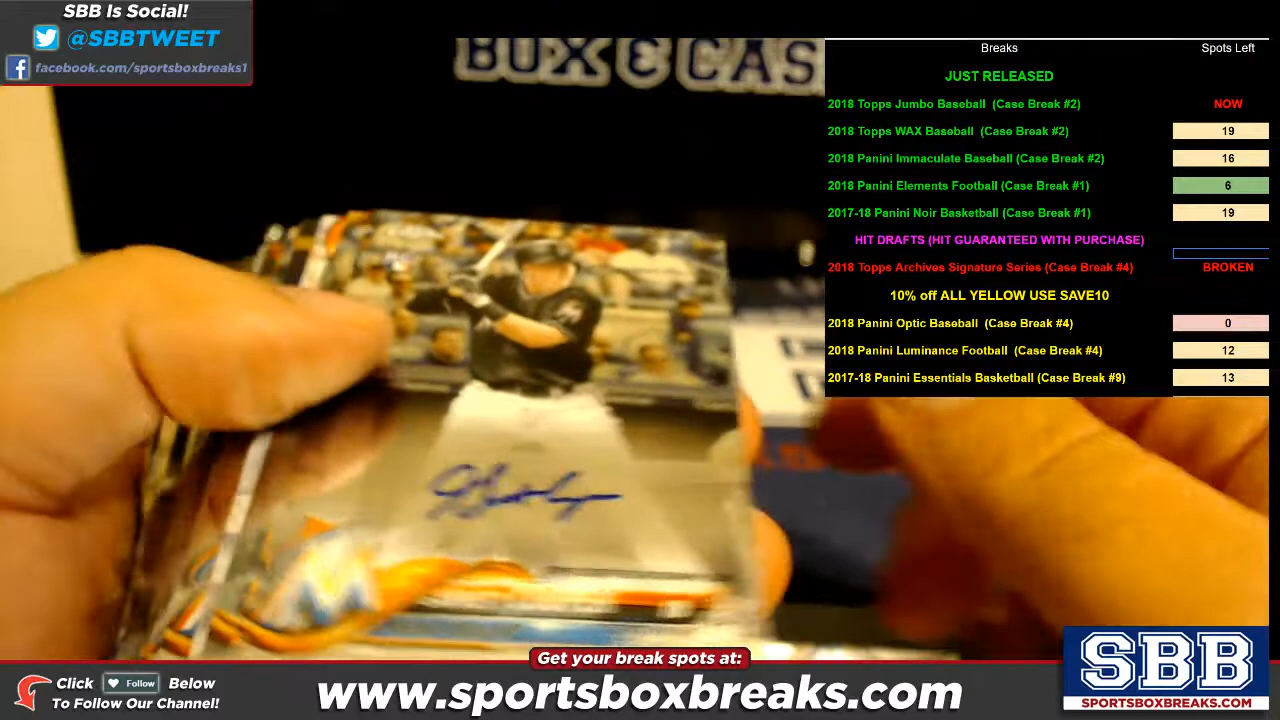 SBB Is Social!
@SBBTWEET
facebook.com/sportsboxbreaks1
BOX & CAS
Breaks Spots Left
JUST RELEASED
2018 Topps Jumbo Baseball (Case Break #2) NOW
2018 Topps WAX Baseball (Case Break #2) 19
2018 Panini Immaculate Baseball (Case Break #2) 16
2018 Panini Elements Football (Case Break #1) 6
2017-18 Panini Noir Basketball (Case Break #1) 19
HIT DRAFTS (HIT GUARANTEED WITH PURCHASE)
2018 Topps Archives Signature Series (Case Break #4) BROKEN
10% off ALL YELLOW USE SAVE10
2018 Panini Optic Baseball (Case Break #4) 0
2018 Panini Luminance Football (Case Break #4) 12
2017-18 Panini Essentials Basketball (Case Break #9) 13
Get your break spots at:
Click Follow Below
To Follow Our Channel!
www.sportsboxbreaks.com
SBB
SPORTSBOXBREAKS.COM